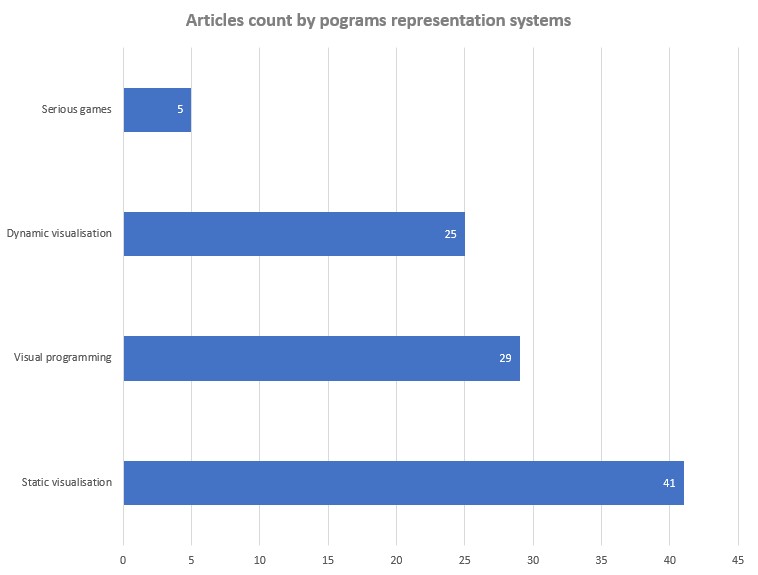 Articles count by pograms representation systems
Serious games
5
Dynamic visualisation
25
Visual programming
29
Static visualisation
41
0 5 10 15 20 25 30 35 40 45